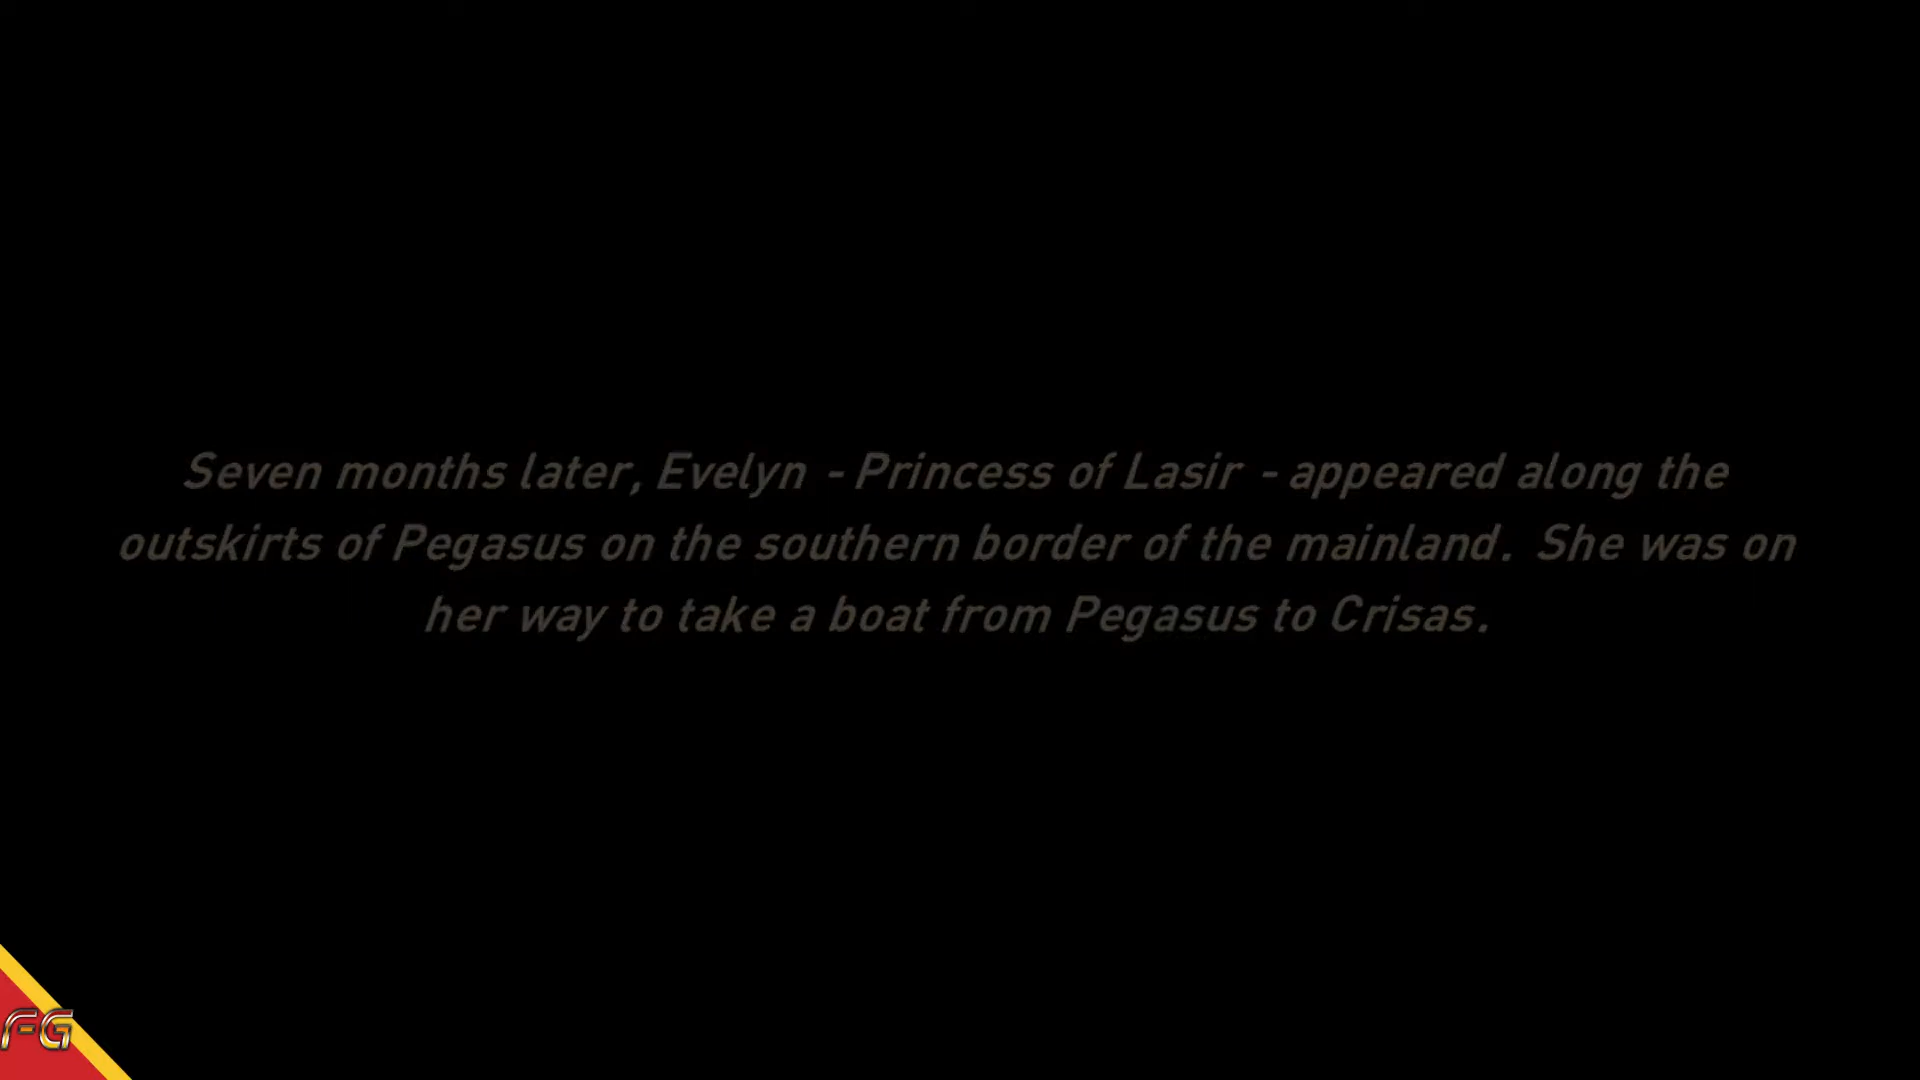 Seven months later, Evelyn - Princess of Lasir - appeared along the
outskirts of Pegasus on the southern border of the mainland. She was on
her way to take a boat from Pegasus to Crisas.
FG